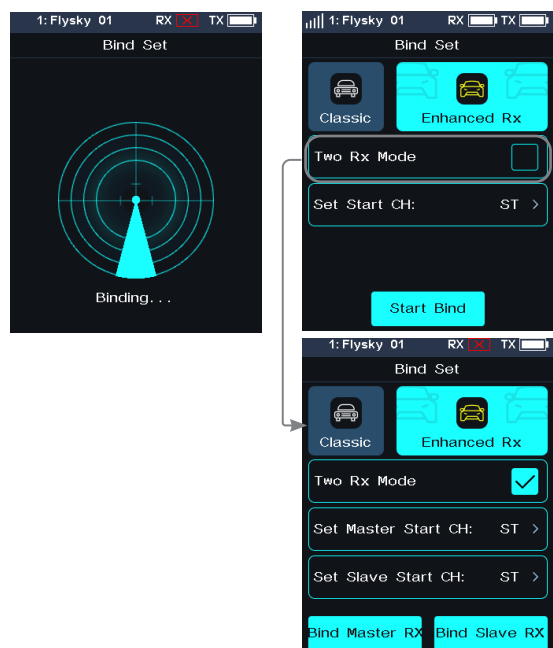 1: Flysky 01 RX TX
Bind Set
Binding...
1: Flysky 01 RX TX
Bind Set
Classic Enhanced Rx
Two Rx Mode
Set Start CH: ST >
Start Bind
1: Flysky 01 RX TX
Bind Set
Classic Enhanced Rx
Two Rx Mode
Set Master Start CH: ST >
Set Slave Start CH: ST >
Bind Master RX Bind Slave RX